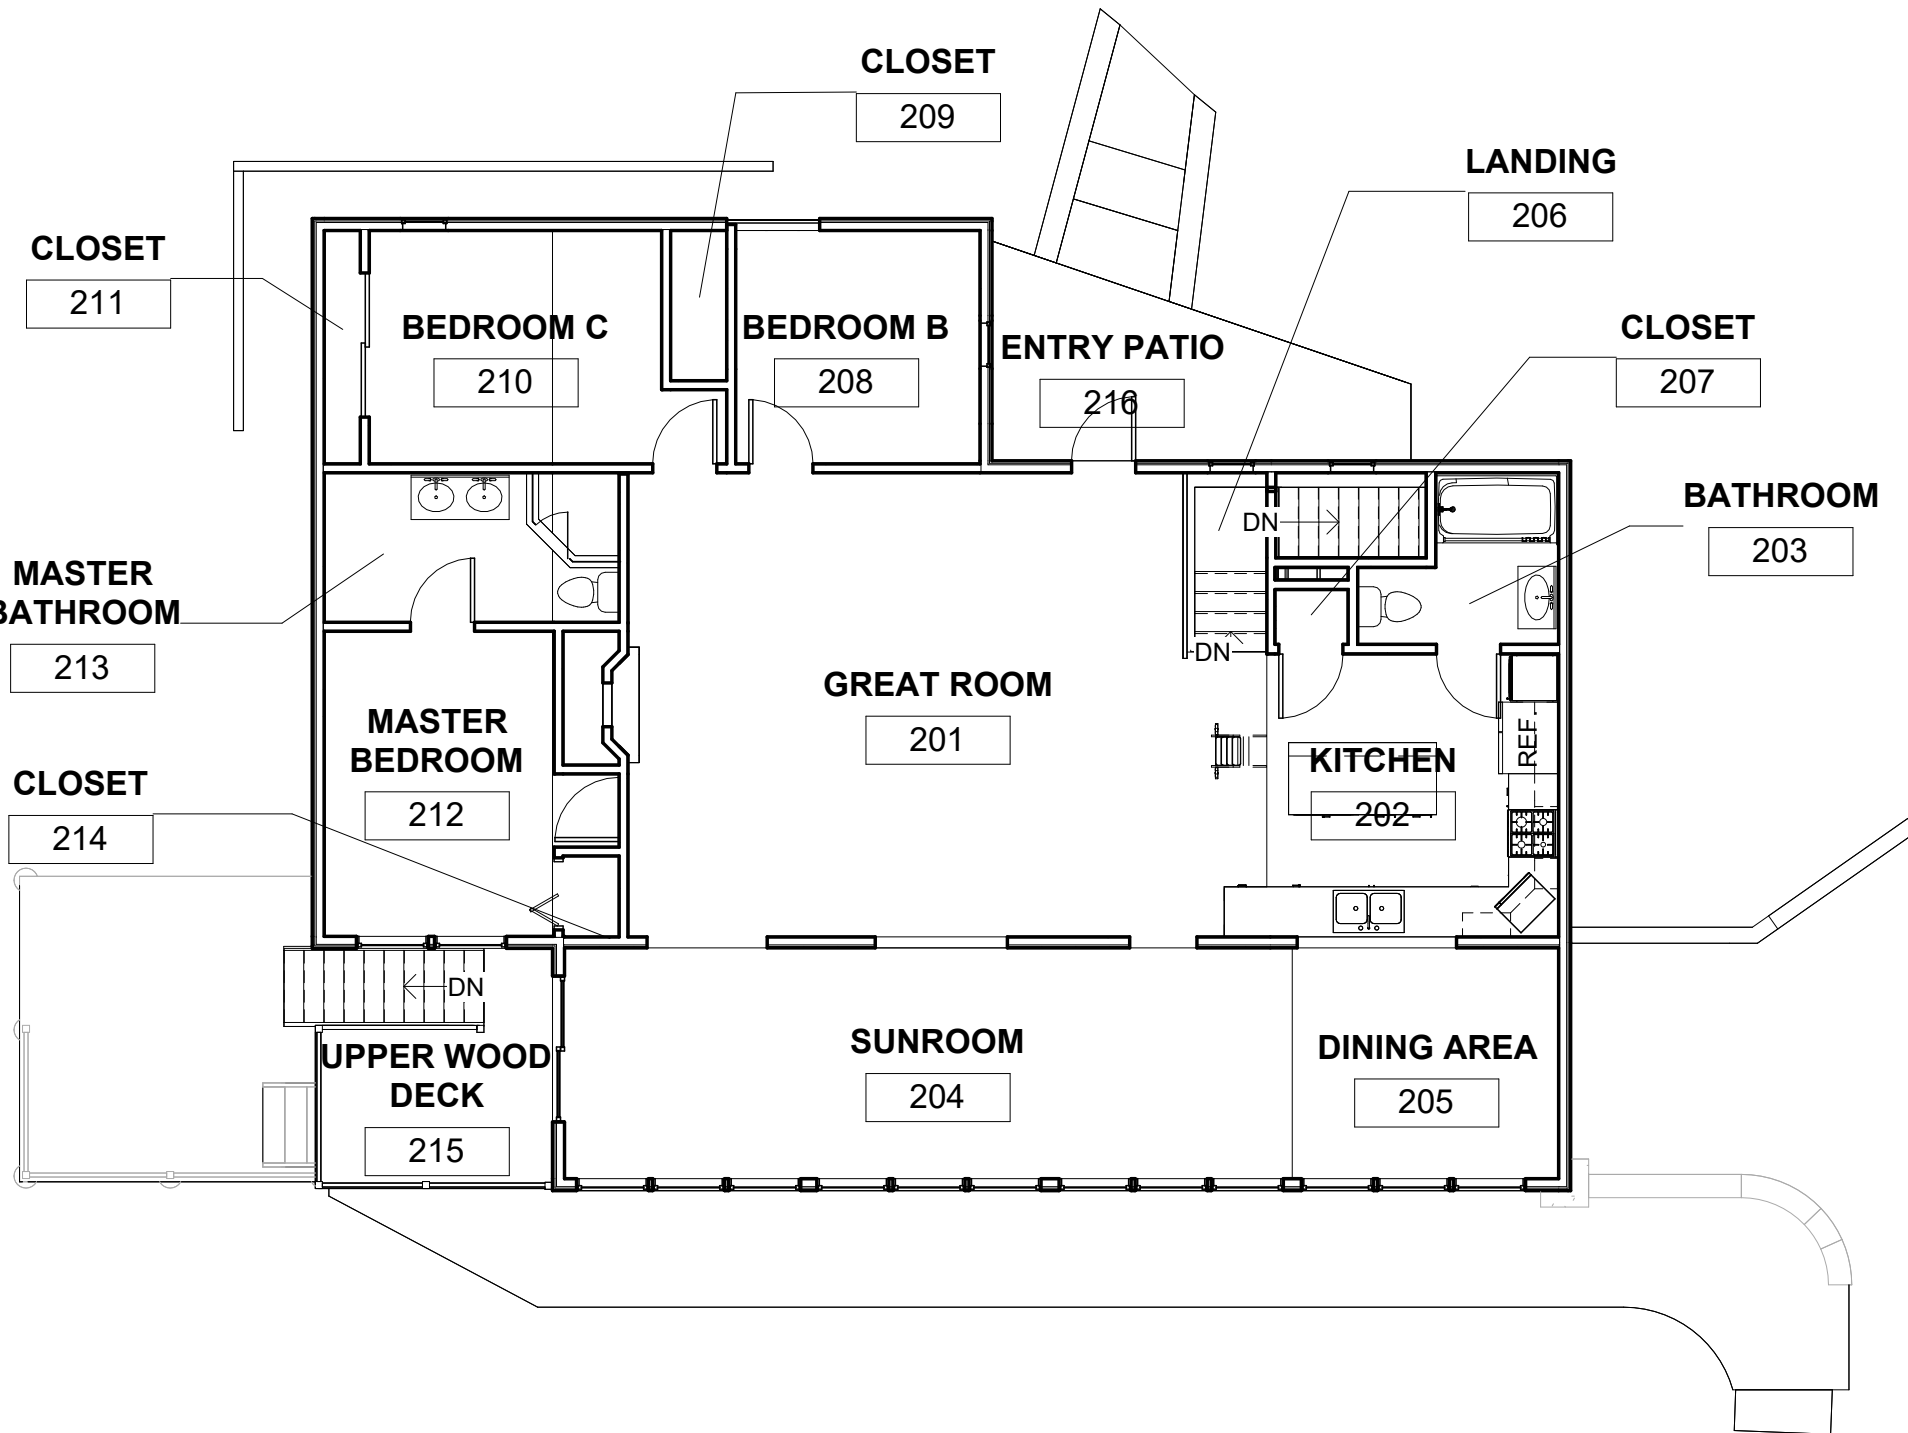 CLOSET
209
LANDING
206
CLOSET
211
BEDROOM C
210
BEDROOM B
208
ENTRY PATIO
216
CLOSET
207
BATHROOM
203
DN
DN
MASTER
BATHROOM
213
GREAT ROOM
201
MASTER
BEDROOM
212
KITCHEN
202
REF
CLOSET
214
DN
UPPER WOOD
DECK
215
SUNROOM
204
DINING AREA
205